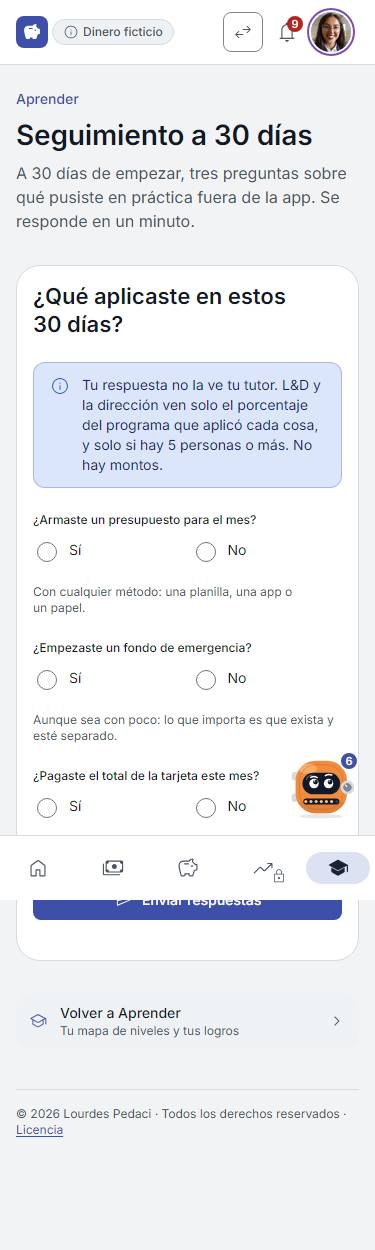 Dinero ficticio
9
Aprender
Seguimiento a 30 días
A 30 días de empezar, tres preguntas sobre
qué pusiste en práctica fuera de la app. Se
responde en un minuto.
¿Qué aplicaste en estos
30 días?
Tu respuesta no la ve tu tutor. L&D y
la dirección ven solo el porcentaje
del programa que aplicó cada cosa,
y solo si hay 5 personas o más. No
hay montos.
¿Armaste un presupuesto para el mes?
Sí No
Con cualquier método: una planilla, una app o
un papel.
¿Empezaste un fondo de emergencia?
Sí No
Aunque sea con poco: lo que importa es que exista y
esté separado.
6
¿Pagaste el total de la tarjeta este mes?
Sí No
Enviar respuestas
Volver a Aprender
Tu mapa de niveles y tus logros
© 2026 Lourdes Pedaci · Todos los derechos reservados ·
Licencia